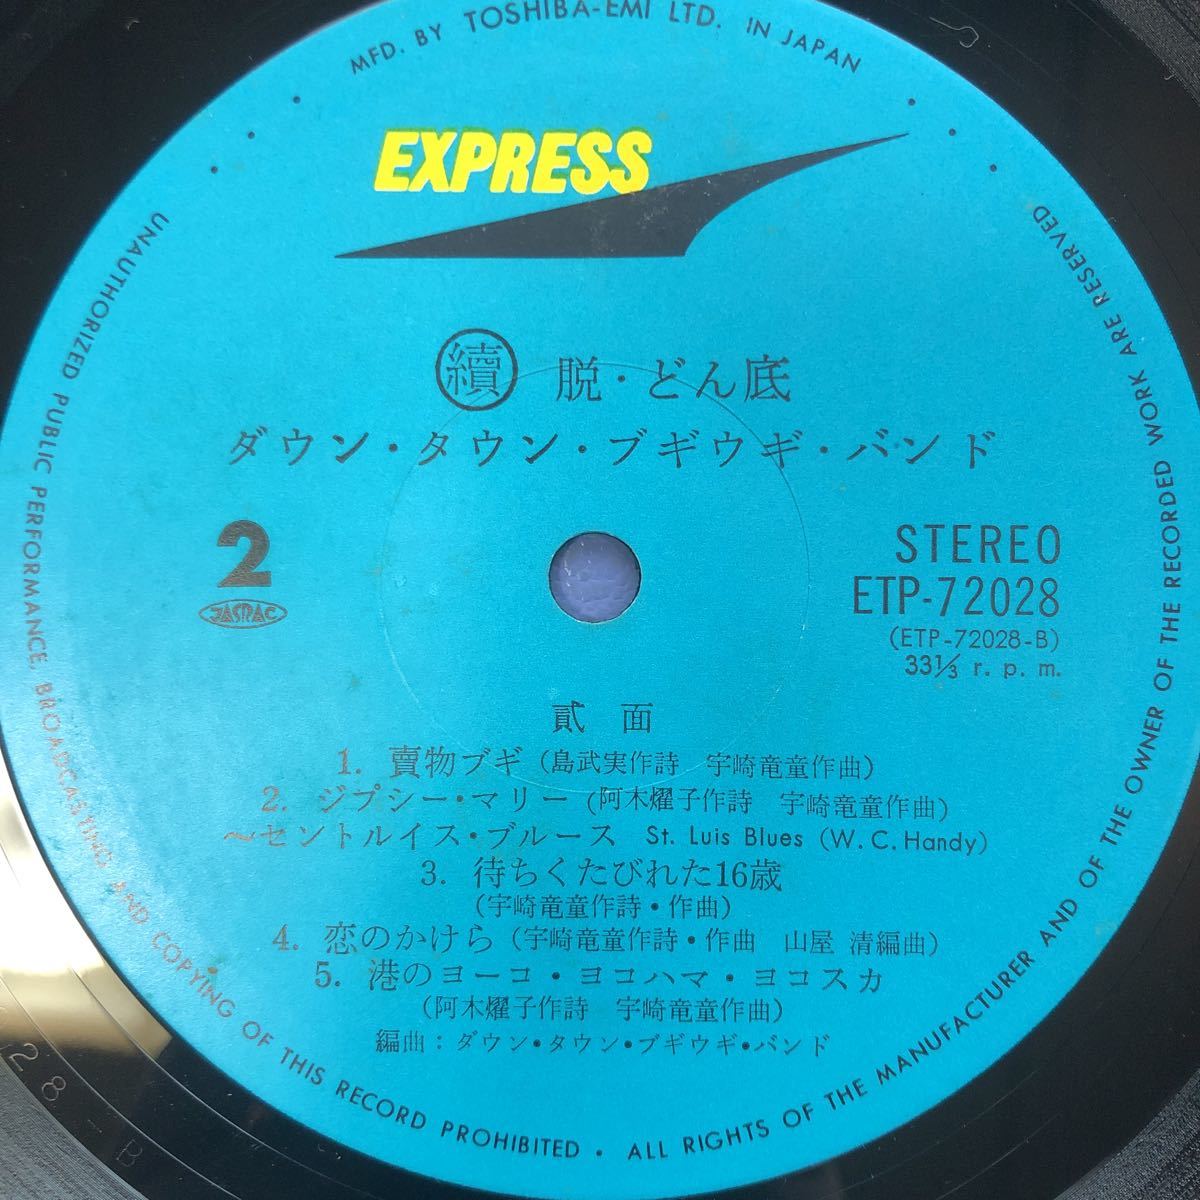 MFD. BY TOSHIBA-EMI LTD. IN JAPAN
EXPRESS
續 脱・どん底
ダウン・タウン・ブギウギ・バンド
2
JASRAC
STEREO
ETP-72028
(ETP-72028-B)
33⅓ r. p. m.
貳面
1. 賣物ブギ (島武実作詩 宇崎竜童作曲)
2. ジプシー・マリー (阿木燿子作詩 宇崎竜童作曲)
～セントルイス・ブルース St. Luis Blues (W. C. Handy)
3. 待ちくたびれた16歳
(宇崎竜童作詩・作曲)
4. 恋のかけら (宇崎竜童作詩・作曲 山屋 清編曲)
5. 港のヨーコ・ヨコハマ・ヨコスカ
(阿木燿子作詩 宇崎竜童作曲)
編曲：ダウン・タウン・ブギウギ・バンド
UNAUTHORIZED PUBLIC PERFORMANCE, BROADCASTING AND COPYING OF THIS RECORD PROHIBITED • ALL RIGHTS OF THE MANUFACTURER AND OF THE OWNER OF THE RECORDED WORK ARE RESERVED
28-B